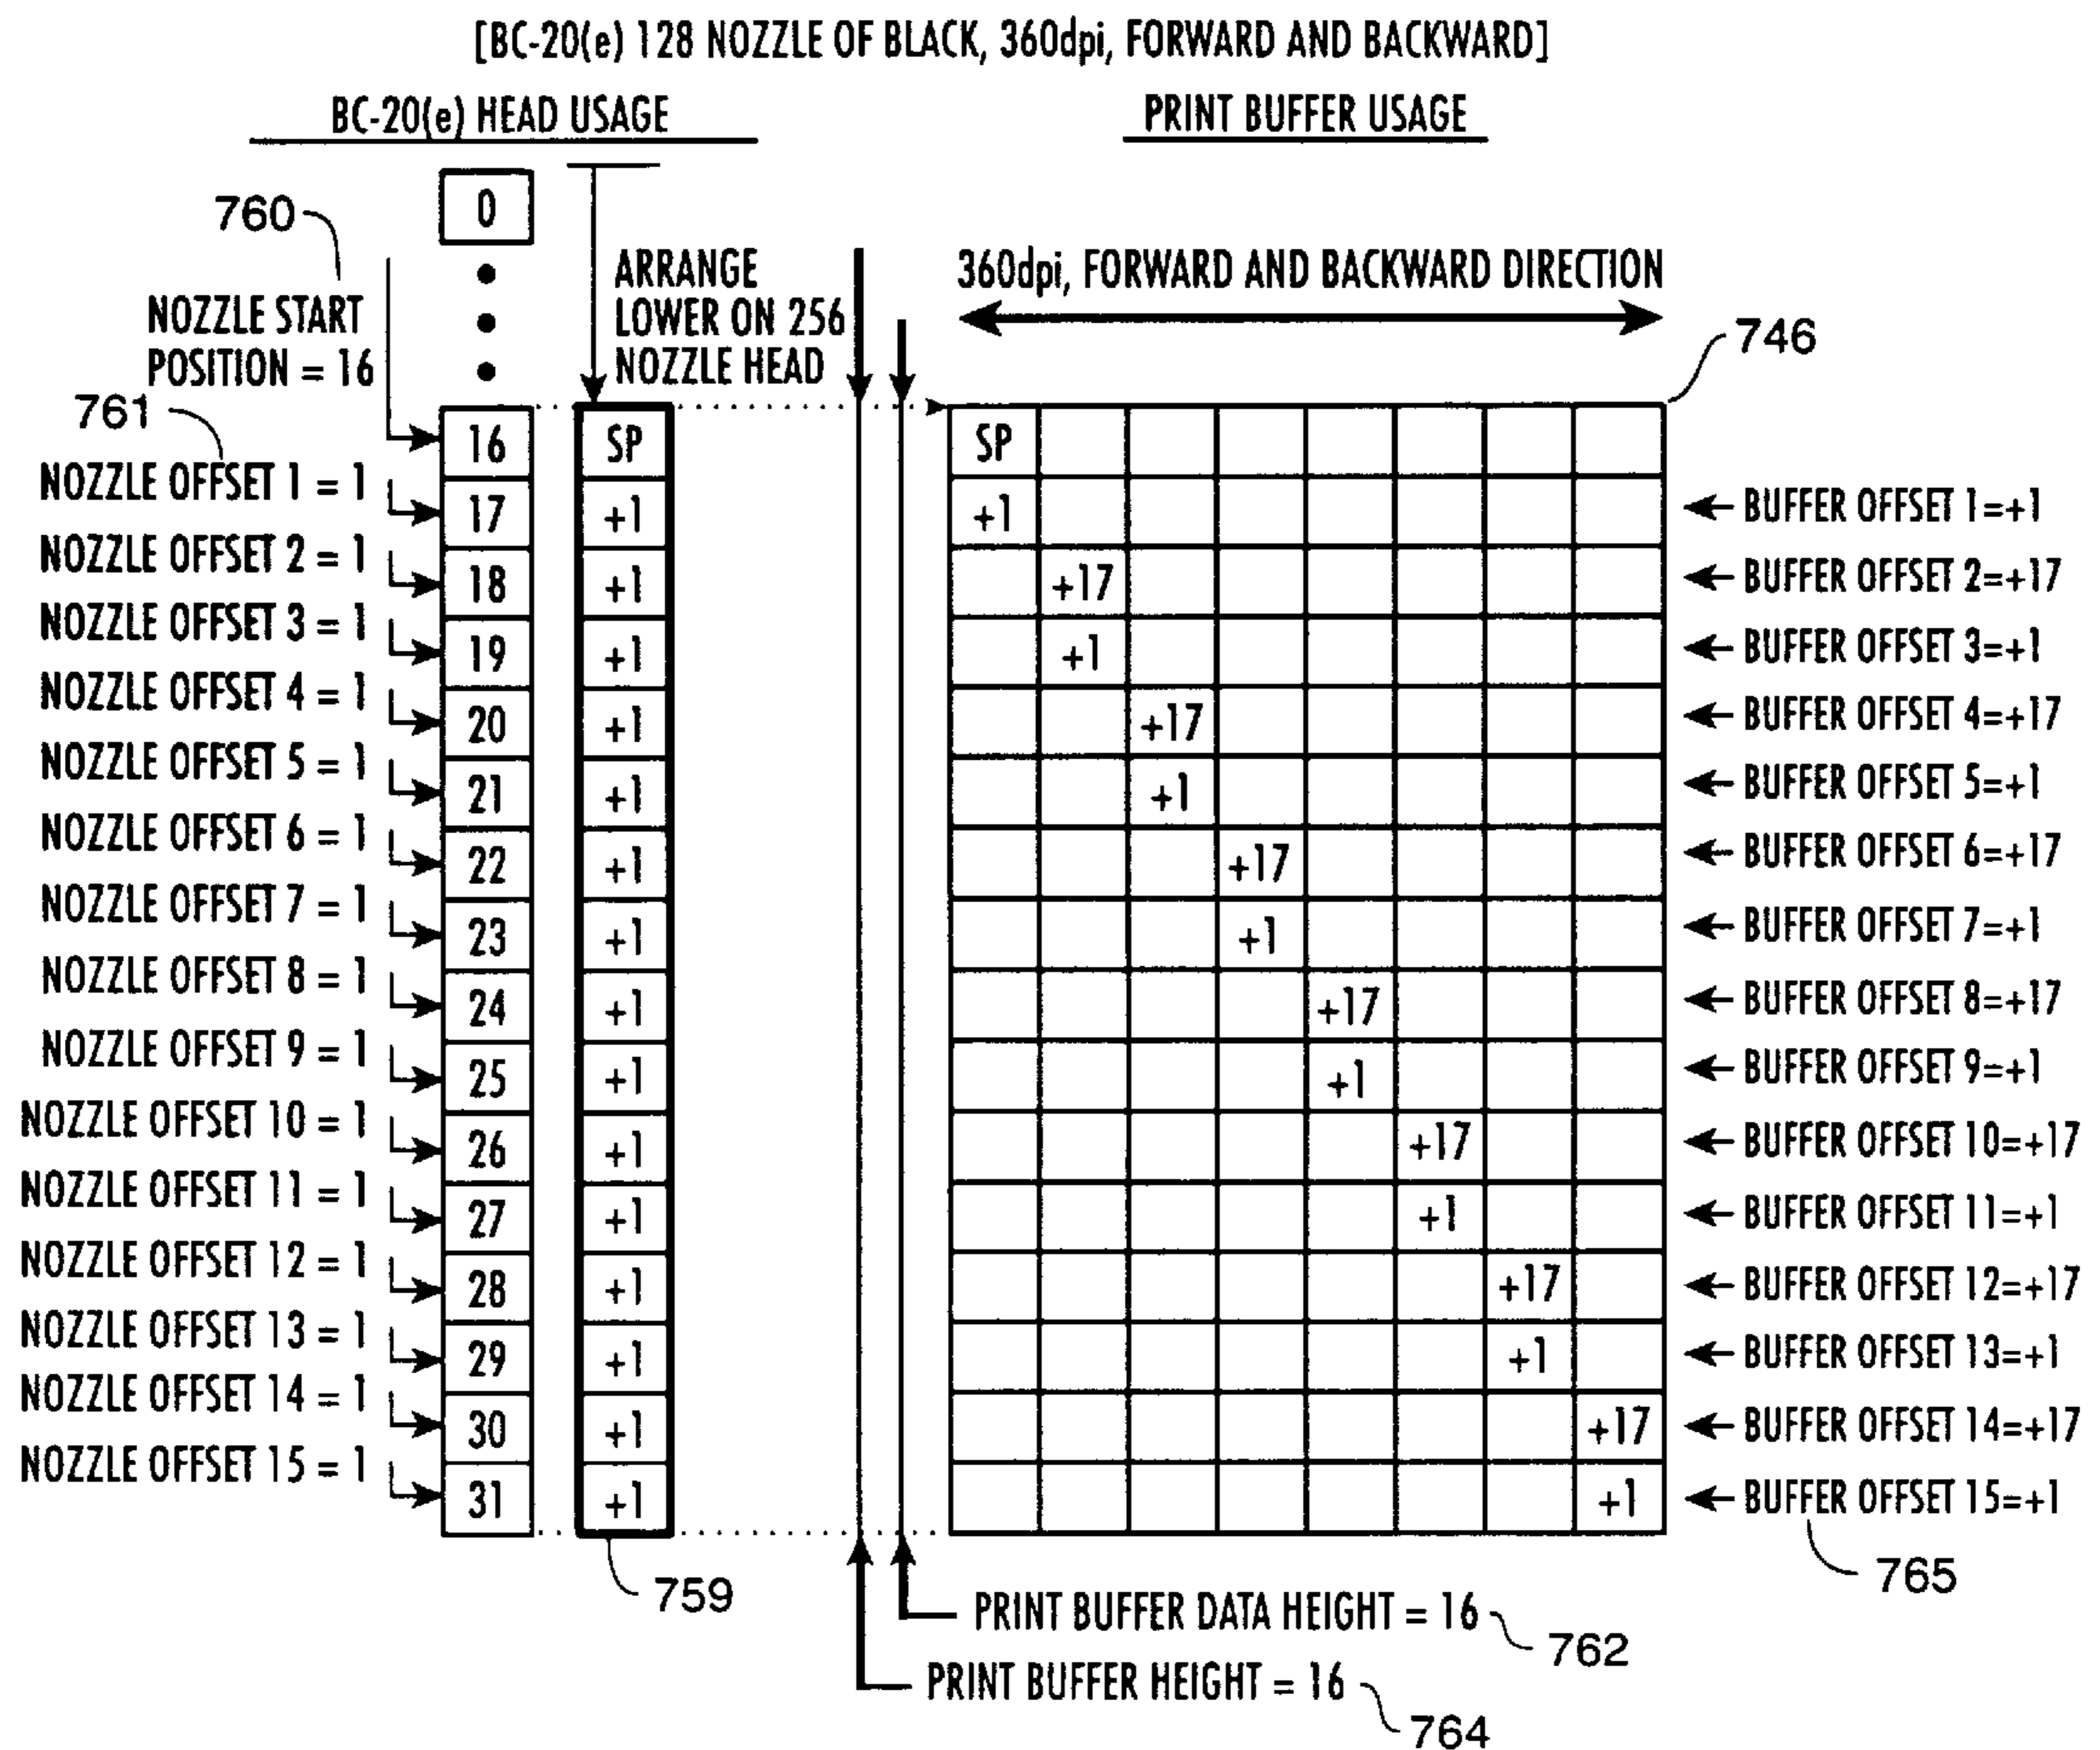 [BC-20(e) 128 NOZZLE OF BLACK, 360dpi, FORWARD AND BACKWARD]
BC-20(e) HEAD USAGE
PRINT BUFFER USAGE
760
0
NOZZLE START
POSITION = 16
ARRANGE
LOWER ON 256
NOZZLE HEAD
360dpi, FORWARD AND BACKWARD DIRECTION
746
761
16 SP SP
NOZZLE OFFSET 1 = 1 17 +1 +1 BUFFER OFFSET 1=+1
NOZZLE OFFSET 2 = 1 18 +1 +17 BUFFER OFFSET 2=+17
NOZZLE OFFSET 3 = 1 19 +1 +1 BUFFER OFFSET 3=+1
NOZZLE OFFSET 4 = 1 20 +1 +17 BUFFER OFFSET 4=+17
NOZZLE OFFSET 5 = 1 21 +1 +1 BUFFER OFFSET 5=+1
NOZZLE OFFSET 6 = 1 22 +1 +17 BUFFER OFFSET 6=+17
NOZZLE OFFSET 7 = 1 23 +1 +1 BUFFER OFFSET 7=+1
NOZZLE OFFSET 8 = 1 24 +1 +17 BUFFER OFFSET 8=+17
NOZZLE OFFSET 9 = 1 25 +1 +1 BUFFER OFFSET 9=+1
NOZZLE OFFSET 10 = 1 26 +1 +17 BUFFER OFFSET 10=+17
NOZZLE OFFSET 11 = 1 27 +1 +1 BUFFER OFFSET 11=+1
NOZZLE OFFSET 12 = 1 28 +1 +17 BUFFER OFFSET 12=+17
NOZZLE OFFSET 13 = 1 29 +1 +1 BUFFER OFFSET 13=+1
NOZZLE OFFSET 14 = 1 30 +1 +17 BUFFER OFFSET 14=+17
NOZZLE OFFSET 15 = 1 31 +1 +1 BUFFER OFFSET 15=+1
759
765
PRINT BUFFER DATA HEIGHT = 16
762
PRINT BUFFER HEIGHT = 16
764